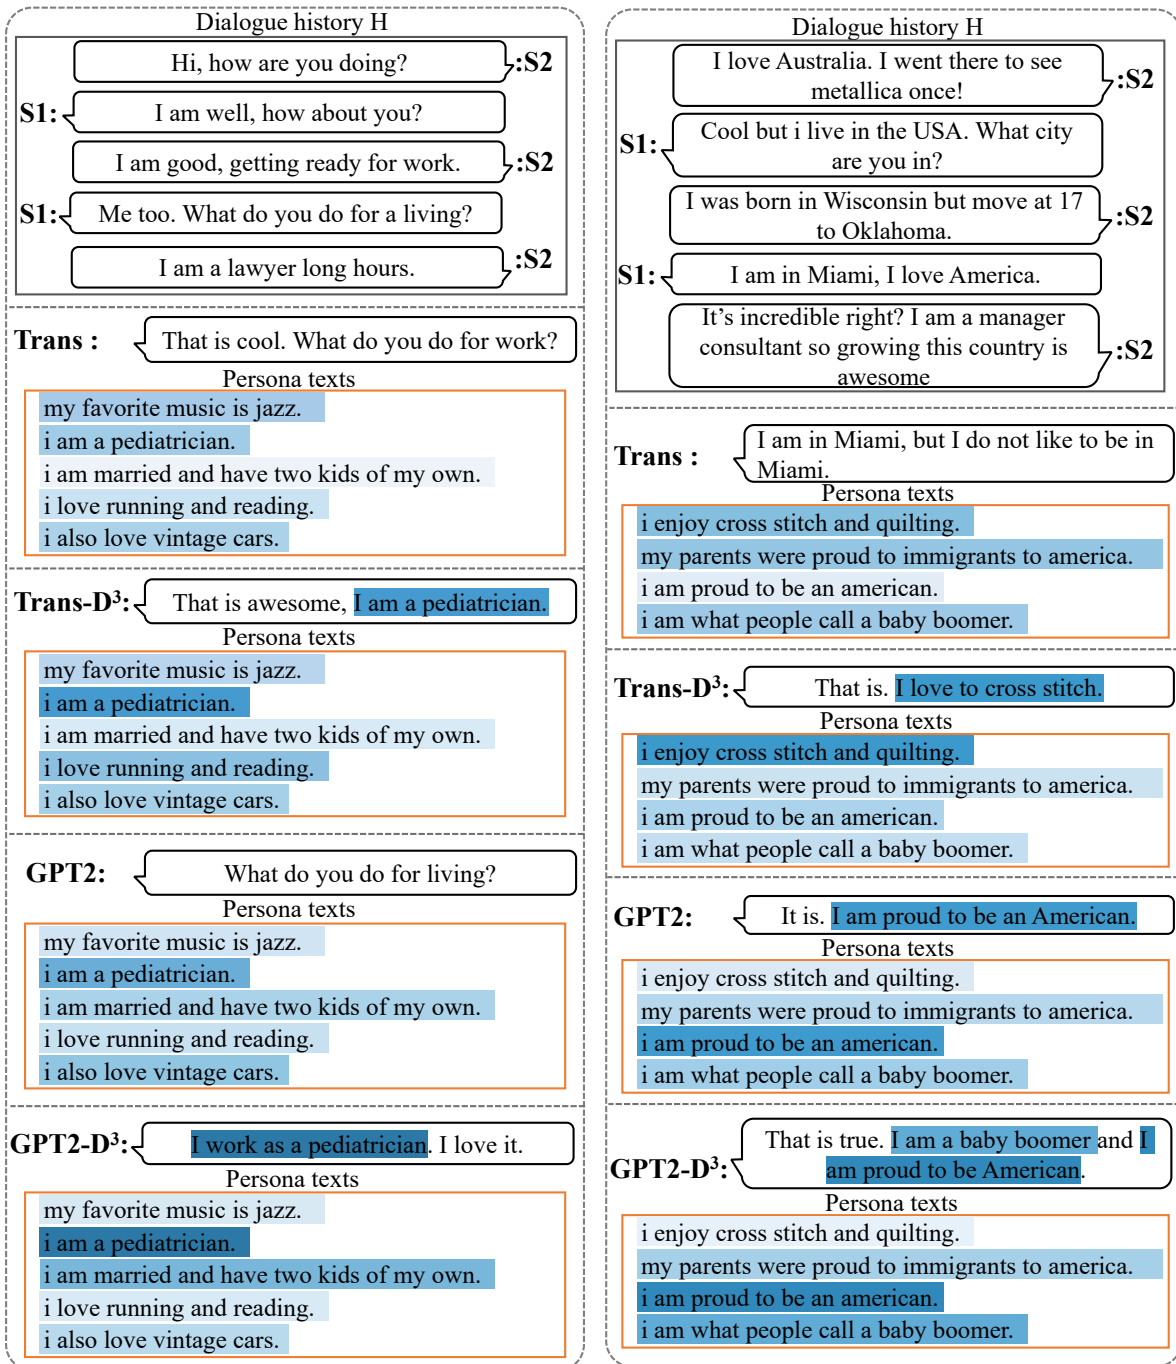 Dialogue history H
Hi, how are you doing?
:S2
S1:
I am well, how about you?
I am good, getting ready for work.
:S2
S1:
Me too. What do you do for a living?
I am a lawyer long hours.
:S2
Trans :
That is cool. What do you do for work?
Persona texts
my favorite music is jazz.
i am a pediatrician.
i am married and have two kids of my own.
i love running and reading.
i also love vintage cars.
Trans-D³:
That is awesome, I am a pediatrician.
Persona texts
my favorite music is jazz.
i am a pediatrician.
i am married and have two kids of my own.
i love running and reading.
i also love vintage cars.
GPT2:
What do you do for living?
Persona texts
my favorite music is jazz.
i am a pediatrician.
i am married and have two kids of my own.
i love running and reading.
i also love vintage cars.
GPT2-D³:
I work as a pediatrician. I love it.
Persona texts
my favorite music is jazz.
i am a pediatrician.
i am married and have two kids of my own.
i love running and reading.
i also love vintage cars.
Dialogue history H
I love Australia. I went there to see
metallica once!
:S2
S1:
Cool but i live in the USA. What city
are you in?
I was born in Wisconsin but move at 17
to Oklahoma.
:S2
S1:
I am in Miami, I love America.
It's incredible right? I am a manager
consultant so growing this country is
awesome
:S2
Trans :
I am in Miami, but I do not like to be in
Miami.
Persona texts
i enjoy cross stitch and quilting.
my parents were proud to immigrants to america.
i am proud to be an american.
i am what people call a baby boomer.
Trans-D³:
That is. I love to cross stitch.
Persona texts
i enjoy cross stitch and quilting.
my parents were proud to immigrants to america.
i am proud to be an american.
i am what people call a baby boomer.
GPT2:
It is. I am proud to be an American.
Persona texts
i enjoy cross stitch and quilting.
my parents were proud to immigrants to america.
i am proud to be an american.
i am what people call a baby boomer.
GPT2-D³:
That is true. I am a baby boomer and I
am proud to be American.
Persona texts
i enjoy cross stitch and quilting.
my parents were proud to immigrants to america.
i am proud to be an american.
i am what people call a baby boomer.